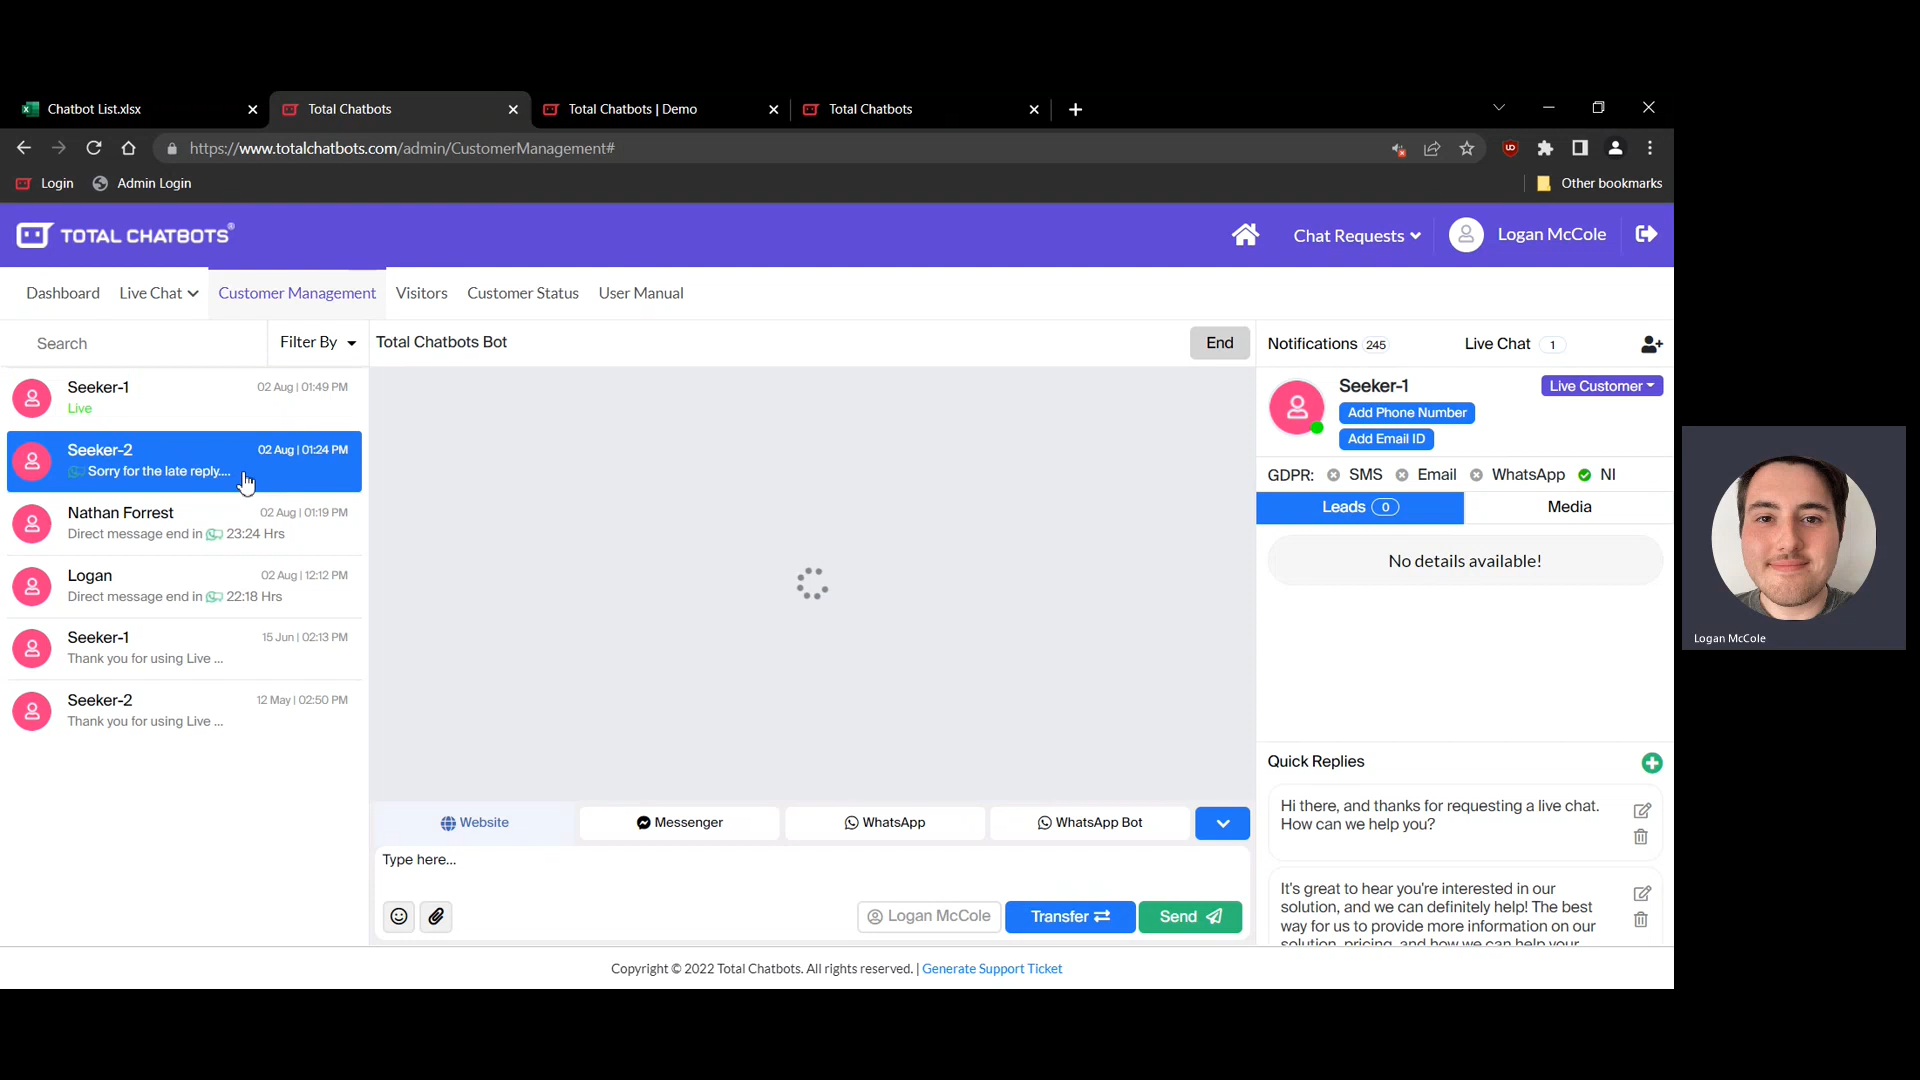 Chatbot List.xlsx
Total Chatbots
Total Chatbots | Demo
Total Chatbots
https://www.totalchatbots.com/admin/CustomerManagement#
Login
Admin Login
Other bookmarks
TOTAL CHATBOTS®
Chat Requests
Logan McCole
Dashboard
Live Chat
Customer Management
Visitors
Customer Status
User Manual
Search
Filter By
Seeker-1
02 Aug | 01:49 PM
Live
Seeker-2
02 Aug | 01:24 PM
Sorry for the late reply....
Nathan Forrest
02 Aug | 01:19 PM
Direct message end in 23:24 Hrs
Logan
02 Aug | 12:12 PM
Direct message end in 22:18 Hrs
Seeker-1
15 Jun | 02:13 PM
Thank you for using Live ...
Seeker-2
12 May | 02:50 PM
Thank you for using Live ...
Total Chatbots Bot
End
Website
Messenger
WhatsApp
WhatsApp Bot
Type here...
Logan McCole
Transfer
Send
Notifications 245
Live Chat 1
Seeker-1
Live Customer
Add Phone Number
Add Email ID
GDPR: SMS Email WhatsApp NI
Leads 0
Media
No details available!
Quick Replies
Hi there, and thanks for requesting a live chat.
How can we help you?
It's great to hear you're interested in our
solution, and we can definitely help! The best
way for us to provide more information on our
solution, pricing, and how we can help your
Copyright © 2022 Total Chatbots. All rights reserved. | Generate Support Ticket
Logan McCole